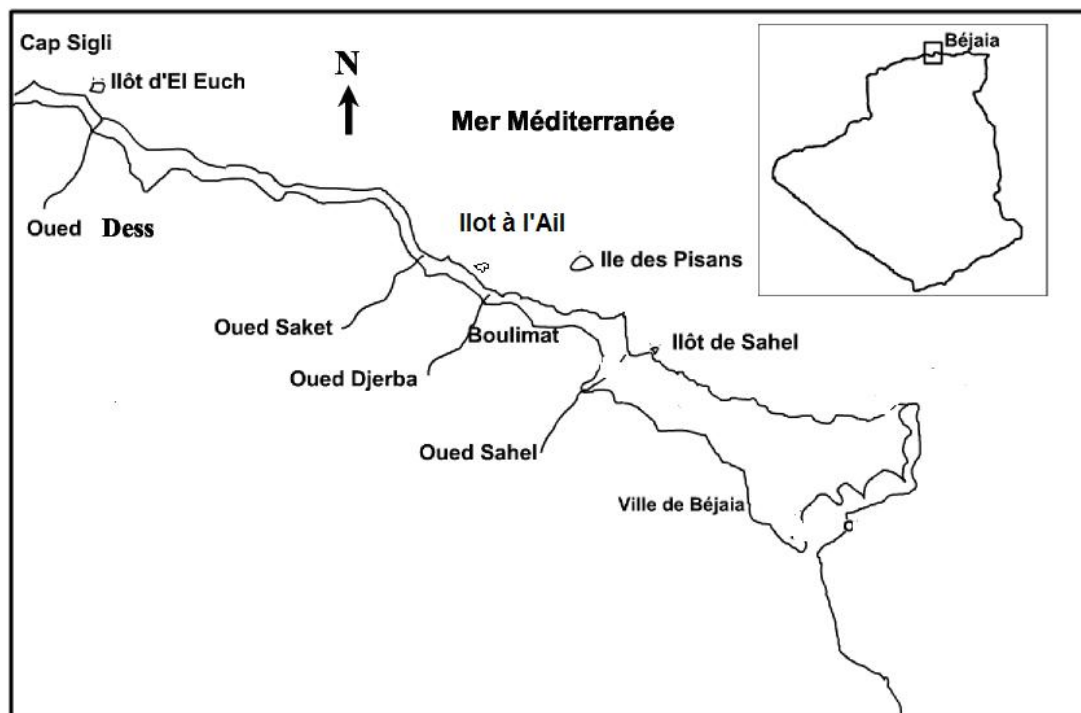 Cap Sigli
Ilôt d'El Euch
N
Mer Méditerranée
Béjaia
Oued Dess
Ilot à l'Ail
Ile des Pisans
Oued Saket
Boulimat
Ilôt de Sahel
Oued Djerba
Oued Sahel
Ville de Béjaia